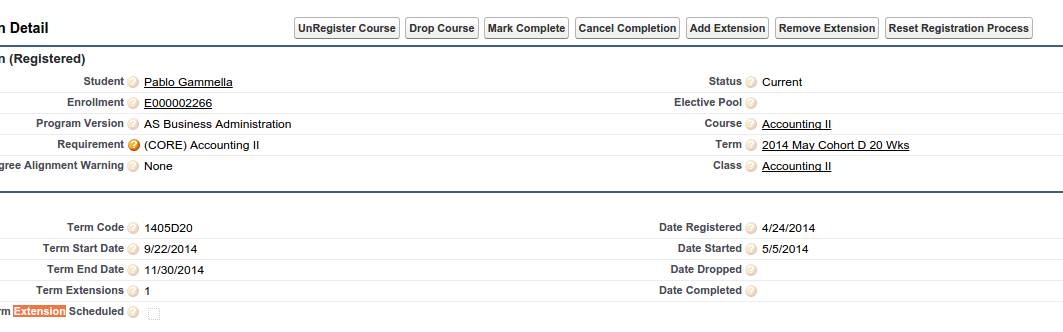 n Detail UnRegister Course Drop Course Mark Complete Cancel Completion Add Extension Remove Extension Reset Registration Process
n (Registered)
Student ? Pablo Gammella Status ? Current
Enrollment ? E000002266 Elective Pool ?
Program Version ? AS Business Administration Course ? Accounting II
Requirement ? (CORE) Accounting II Term ? 2014 May Cohort D 20 Wks
gree Alignment Warning ? None Class ? Accounting II
Term Code ? 1405D20 Date Registered ? 4/24/2014
Term Start Date ? 9/22/2014 Date Started ? 5/5/2014
Term End Date ? 11/30/2014 Date Dropped ?
Term Extensions ? 1 Date Completed ?
rm Extension Scheduled ?